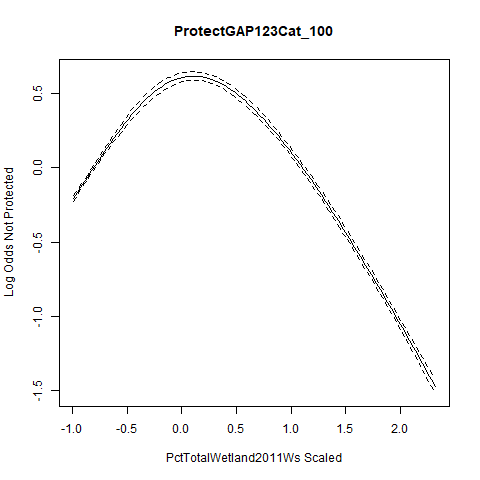 ProtectGAP123Cat_100
Log Odds Not Protected
0.5
0.0
-0.5
-1.0
-1.5
-1.0 -0.5 0.0 0.5 1.0 1.5 2.0
PctTotalWetland2011Ws Scaled